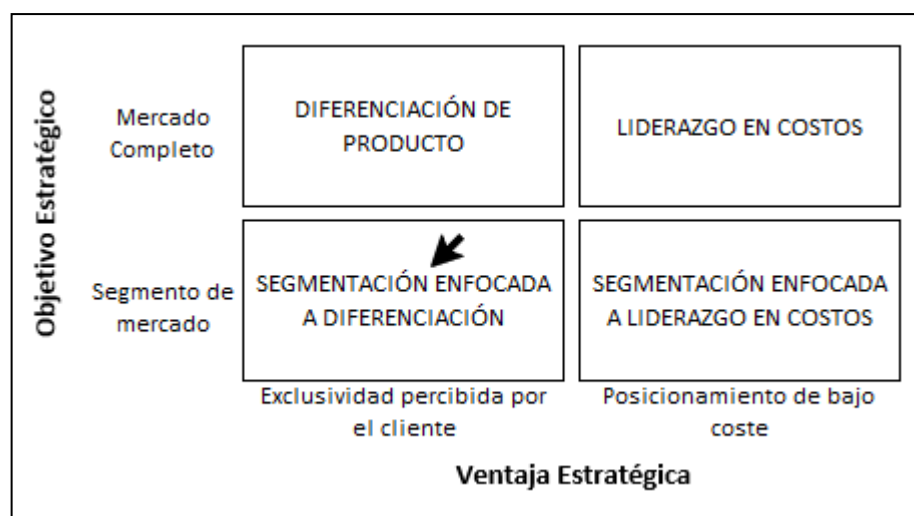 Objetivo Estratégico
Mercado
Completo
DIFERENCIACIÓN DE
PRODUCTO
LIDERAZGO EN COSTOS
Segmento de
mercado
SEGMENTACIÓN ENFOCADA
A DIFERENCIACIÓN
SEGMENTACIÓN ENFOCADA
A LIDERAZGO EN COSTOS
Exclusividad percibida por
el cliente
Posicionamiento de bajo
coste
Ventaja Estratégica